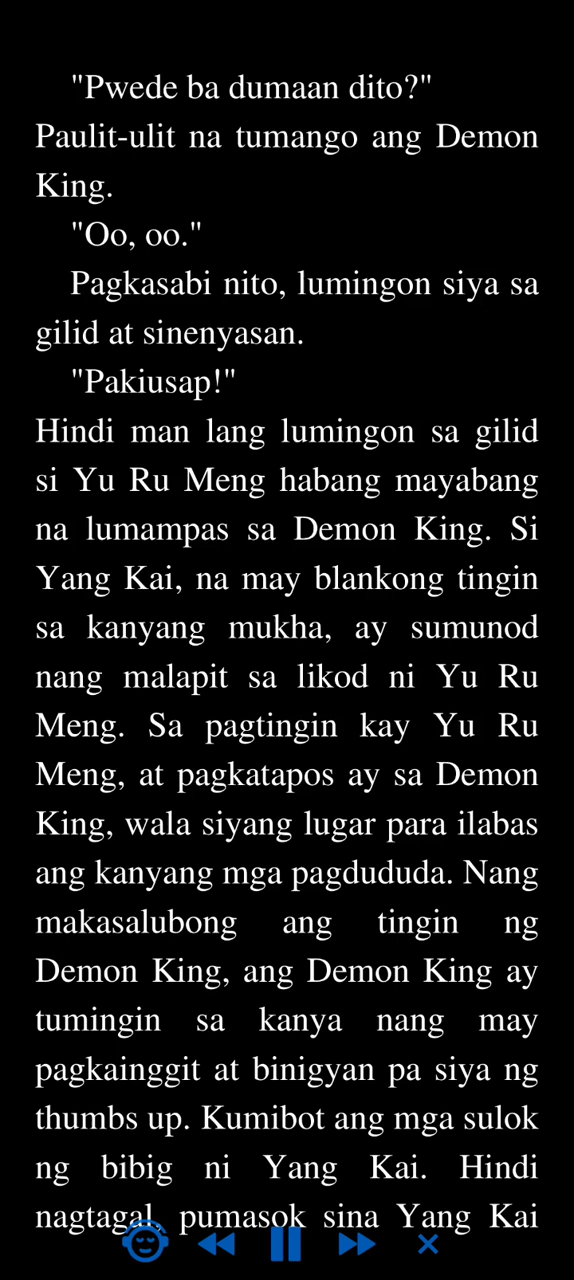 "Pwede ba dumaan dito?"
Paulit-ulit na tumango ang Demon
King.
"Oo, oo."
Pagkasabi nito, lumingon siya sa
gilid at sinenyasan.
"Pakiusap!"
Hindi man lang lumingon sa gilid
si Yu Ru Meng habang mayabang
na lumampas sa Demon King. Si
Yang Kai, na may blankong tingin
sa kanyang mukha, ay sumunod
nang malapit sa likod ni Yu Ru
Meng. Sa pagtingin kay Yu Ru
Meng, at pagkatapos ay sa Demon
King, wala siyang lugar para ilabas
ang kanyang mga pagdududa. Nang
makasalubong ang tingin ng
Demon King, ang Demon King ay
tumingin sa kanya nang may
pagkainggit at binigyan pa siya ng
thumbs up. Kumibot ang mga sulok
ng bibig ni Yang Kai. Hindi
nagtagal, pumasok sina Yang Kai